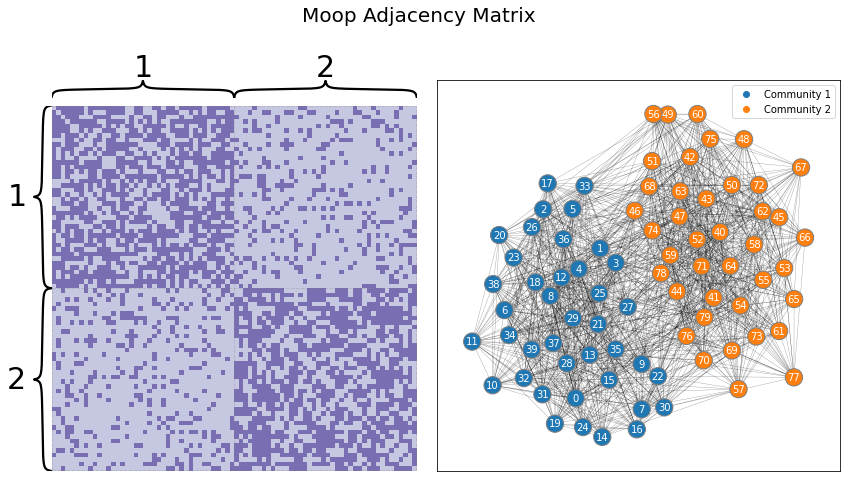 Moop Adjacency Matrix
1 2
1
2
Community 1
Community 2
56 49 60
75 48
42
51 67
17 33 68 63 50 72
43
2 5 46 47 62 45
26 74 40
20 36 52 58 66
1
23 3 59
4 78 71 64 53
38 18 12 55
8 25 44 41
27 54 65
6 29 79
21
34 76 73 61
11 39 37 35 69
13
28 9 70
32 15 22 77
10 57
31 0
7 30
19 24 16
14